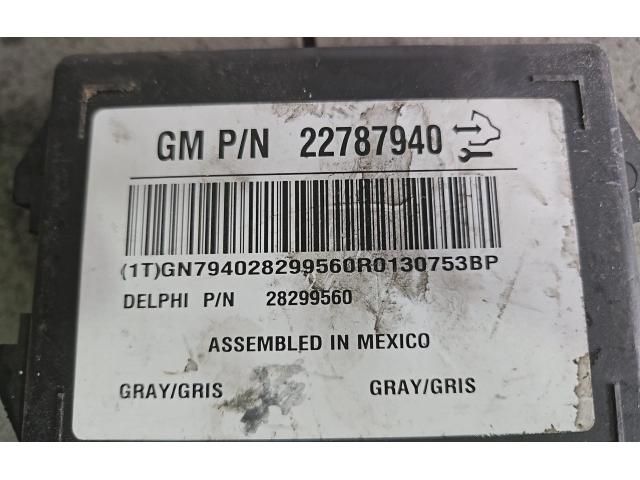 GM P/N 22787940
(1T)GN794028299560R0130753BP
DELPHI P/N 28299560
ASSEMBLED IN MEXICO
GRAY/GRIS GRAY/GRIS